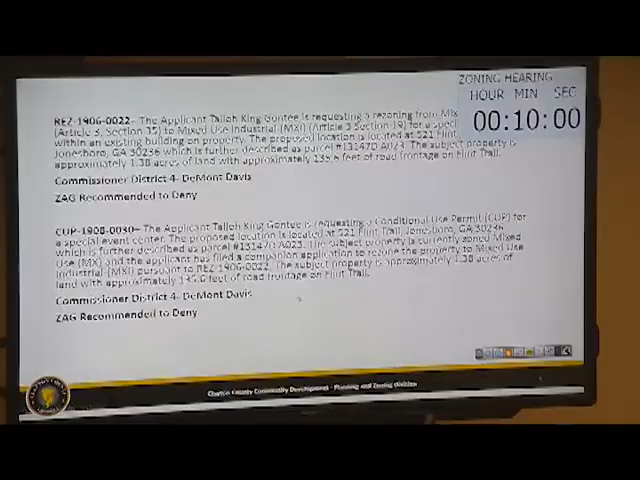 ZONING HEARING
HOUR MIN SEC
00:10:00
REZ-1906-0022– The Applicant Talloh King Gontee is requesting a rezoning from Mix
(Article 3, Section 35) to Mixed Use Industrial (MXI) (Article 3 Section 39) for a spec
within an existing building on property. The proposed location is located at 521 Flint
Jonesboro, GA 30236 which is further described as parcel #13147D A023. The subject property is
approximately 1.38 acres of land with approximately 135.6 feet of road frontage on Flint Trail.
Commissioner District 4- DeMont Davis
ZAG Recommended to Deny
CUP-1908-0030– The Applicant Talloh King Gontee is requesting a Conditional Use Permit (CUP) for
a special event center. The proposed location is located at 521 Flint Trail, Jonesboro, GA 30236
which is further described as parcel #13147D A023. The subject property is currently zoned Mixed
Use (MX) and the applicant has filed a companion application to rezone the property to Mixed Use
Industrial (MXI) pursuant to REZ-1906-0022. The subject property is approximately 1.38 acres of
land with approximately 135.6 foot of road frontage on Flint Trail.
Commissioner District 4- DeMont Davis
ZAG Recommended to Deny
Clayton County Community Development - Planning and Zoning Division